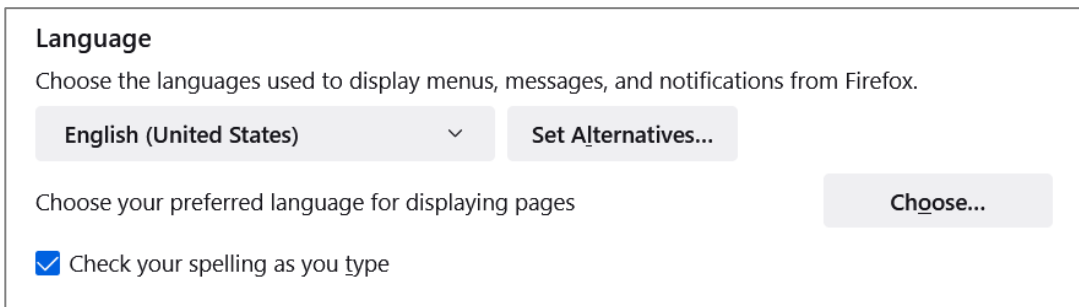 Language
Choose the languages used to display menus, messages, and notifications from Firefox.
English (United States) Set Alternatives...
Choose your preferred language for displaying pages Choose...
Check your spelling as you type